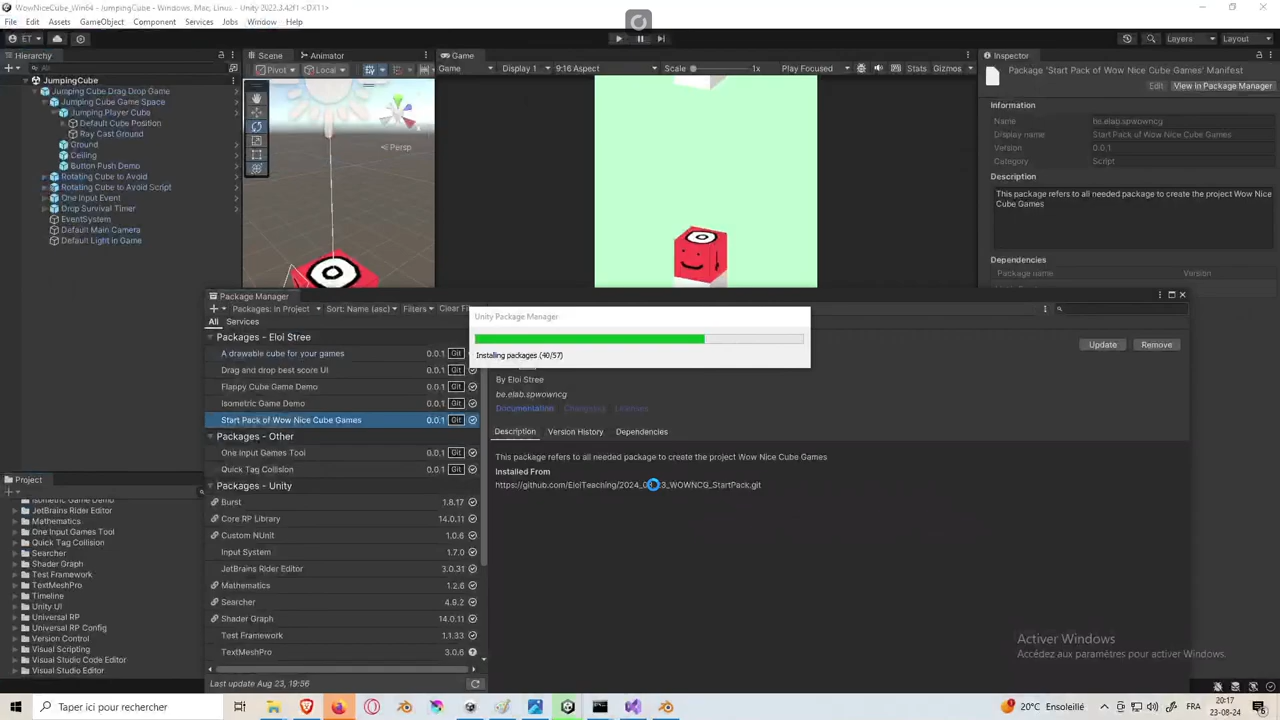 WowNiceCube_Win64 - JumpingCube - Windows, Mac, Linux - Unity 2022.3.42f1 <DX11>
File Edit Assets GameObject Component Services Jobs Window Help
ET Layers Layout
Hierarchy Scene Animator Game Inspector
All Pivot Local Game Display 1 9:16 Aspect Scale 1x Play Focused Stats Gizmos
Package 'Start Pack of Wow Nice Cube Games' Manifest
Edit View in Package Manager
JumpingCube
Jumping Cube Drag Drop Game
Jumping Cube Game Space
Jumping Player Cube
Default Cube Position
Ray Cast Ground
Ground
Ceiling
Button Push Demo
Rotating Cube to Avoid
Rotating Cube to Avoid Script
One Input Event
Drop Survival Timer
EventSystem
Default Main Camera
Default Light in Game
Persp
Information
Name be.elab.spwowncg
Display name Start Pack of Wow Nice Cube Games
Version 0.0.1
Category Script
Description
This package refers to all needed package to create the project Wow Nice
Cube Games
Dependencies
Package name Version
Package Manager
Packages: In Project Sort: Name (asc) Filters Clear Fi
All Services
Packages - Eloi Stree
A drawable cube for your games 0.0.1 Git
Drag and drop best score UI 0.0.1 Git
Flappy Cube Game Demo 0.0.1 Git
Isometric Game Demo 0.0.1 Git
Start Pack of Wow Nice Cube Games 0.0.1 Git
Packages - Other
One Input Games Tool 0.0.1 Git
Quick Tag Collision 0.0.1 Git
Packages - Unity
Burst 1.8.17
Core RP Library 14.0.11
Custom NUnit 1.0.6
Input System 1.7.0
JetBrains Rider Editor 3.0.31
Mathematics 1.2.6
Searcher 4.9.2
Shader Graph 14.0.11
Test Framework 1.1.33
TextMeshPro 3.0.6
Last update Aug 23, 19:56
Unity Package Manager
Installing packages (40/57)
Update Remove
By Eloi Stree
be.elab.spwowncg
Documentation Changelog Licenses
Description Version History Dependencies
This package refers to all needed package to create the project Wow Nice Cube Games
Installed From
Project
Isometric Game Demo
JetBrains Rider Editor
Mathematics
One Input Games Tool
Quick Tag Collision
Searcher
Shader Graph
Test Framework
TextMeshPro
Timeline
Unity UI
Universal RP
Universal RP Config
Version Control
Visual Scripting
Visual Studio Code Editor
Visual Studio Editor
Activer Windows
Accédez aux paramètres pour activer Windows.
Taper ici pour rechercher
20°C Ensoleillé
FRA
20:17
23-08-24